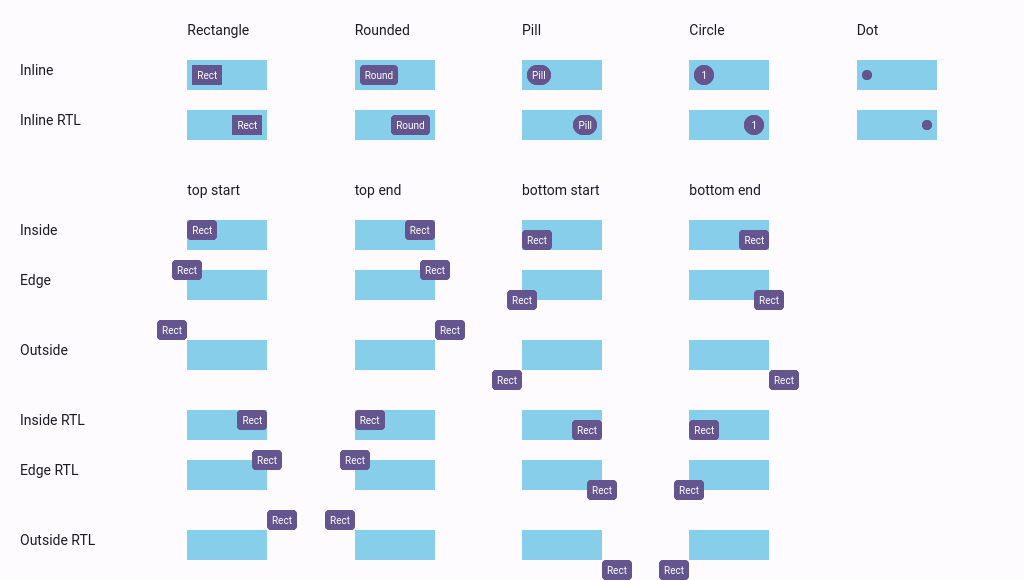 Rectangle Rounded Pill Circle Dot
Inline Rect Round Pill 1
Inline RTL Rect Round Pill 1
top start top end bottom start bottom end
Inside Rect Rect Rect Rect
Edge Rect Rect Rect Rect
Outside Rect Rect Rect Rect
Inside RTL Rect Rect Rect Rect
Edge RTL Rect Rect Rect Rect
Outside RTL Rect Rect Rect Rect